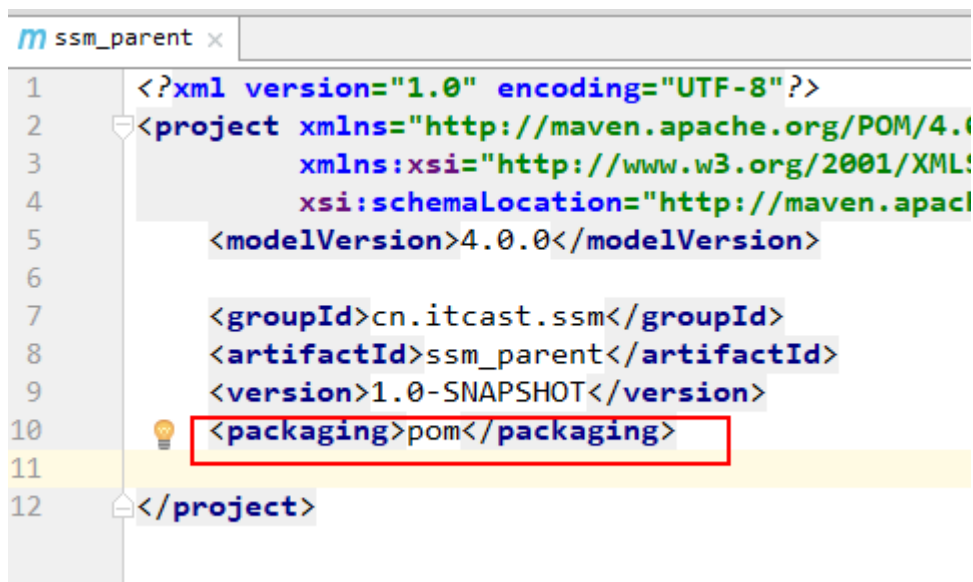 m ssm_parent ×
1 <?xml version="1.0" encoding="UTF-8"?>
2 <project xmlns="http://maven.apache.org/POM/4.0
3 xmlns:xsi="http://www.w3.org/2001/XMLS
4 xsi:schemaLocation="http://maven.apach
5 <modelVersion>4.0.0</modelVersion>
6
7 <groupId>cn.itcast.ssm</groupId>
8 <artifactId>ssm_parent</artifactId>
9 <version>1.0-SNAPSHOT</version>
10 <packaging>pom</packaging>
11
12 </project>